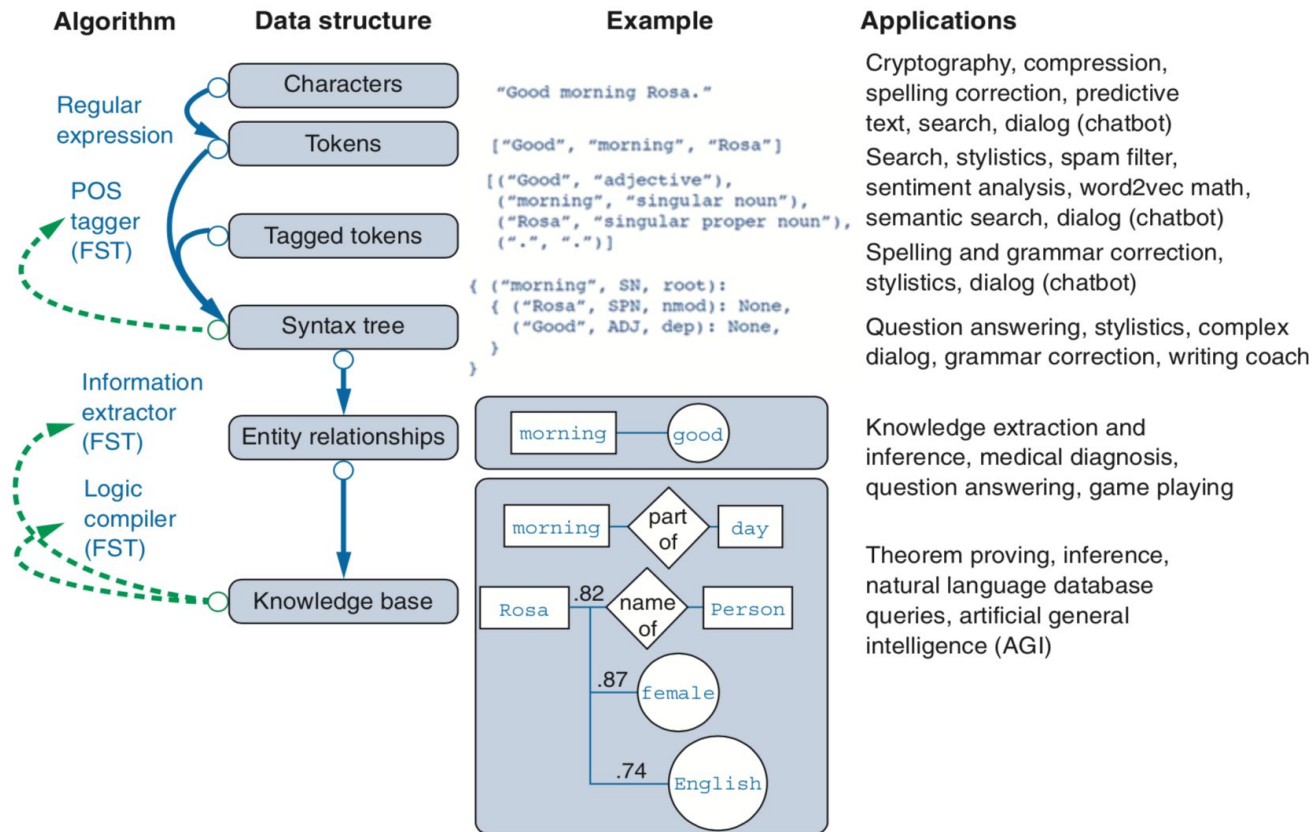 Algorithm
Data structure
Example
Applications
Regular
expression
POS
tagger
(FST)
Information
extractor
(FST)
Logic
compiler
(FST)
Characters
Tokens
Tagged tokens
Syntax tree
Entity relationships
Knowledge base
“Good morning Rosa.”
[“Good”, “morning”, “Rosa”]
[(“Good”, “adjective”),
(“morning”, “singular noun”),
(“Rosa”, “singular proper noun”),
(“.”, “.”)]
{ (“morning”, SN, root):
{ (“Rosa”, SPN, nmod): None,
(“Good”, ADJ, dep): None,
}
}
morning
good
morning
part
of
day
Rosa
.82
name
of
Person
.87
female
.74
English
Cryptography, compression,
spelling correction, predictive
text, search, dialog (chatbot)
Search, stylistics, spam filter,
sentiment analysis, word2vec math,
semantic search, dialog (chatbot)
Spelling and grammar correction,
stylistics, dialog (chatbot)
Question answering, stylistics, complex
dialog, grammar correction, writing coach
Knowledge extraction and
inference, medical diagnosis,
question answering, game playing
Theorem proving, inference,
natural language database
queries, artificial general
intelligence (AGI)